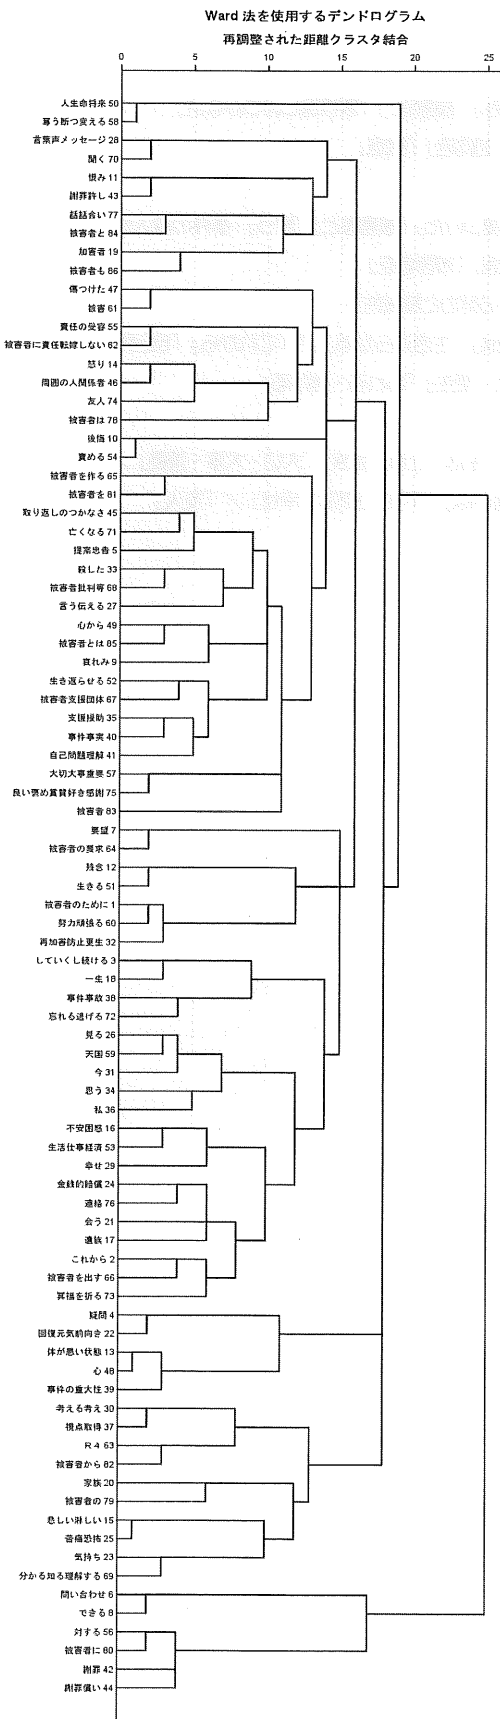 Ward 法を使用するデンドログラム
再調整された距離クラスタ結合
0 5 10 15 20 25
人生命将来 50
奪う断つ変える 58
言葉声メッセージ 28
聞く 70
恨み 11
謝罪許し 43
話話合い 77
被害者と 84
加害者 19
被害者も 86
傷つけた 47
被害 61
責任の受容 55
被害者に責任転嫁しない 62
怒り 14
周囲の人関係者 46
友人 74
被害者は 78
後悔 10
責める 54
被害者を作る 65
被害者を 81
取り返しのつかなさ 45
亡くなる 71
提案忠告 5
殺した 33
被害者批判等 68
言う伝える 27
心から 49
被害者とは 85
哀れみ 9
生き返らせる 52
被害者支援団体 67
支援援助 35
事件事実 40
自己問題理解 41
大切大事重要 57
良い褒め賞賛好き感謝 75
被害者 83
要望 7
被害者の要求 64
残念 12
生きる 51
被害者のために 1
努力頑張る 60
再加害防止更生 32
していくし続ける 3
一生 18
事件事故 38
忘れる逃げる 72
見る 26
天国 59
今 31
思う 34
私 36
不安困惑 16
生活仕事経済 53
幸せ 29
金銭的賠償 24
連絡 76
会う 21
遺族 17
これから 2
被害者を出す 66
冥福を祈る 73
疑問 4
回復元気前向き 22
体が悪い状態 13
心 48
事件の重大性 39
考える考え 30
視点取得 37
R 4 63
被害者から 82
家族 20
被害者の 79
悲しい淋しい 15
苦痛恐怖 25
気持ち 23
分かる知る理解する 69
問い合わせ 6
できる 8
対する 56
被害者に 80
謝罪 42
謝罪償い 44